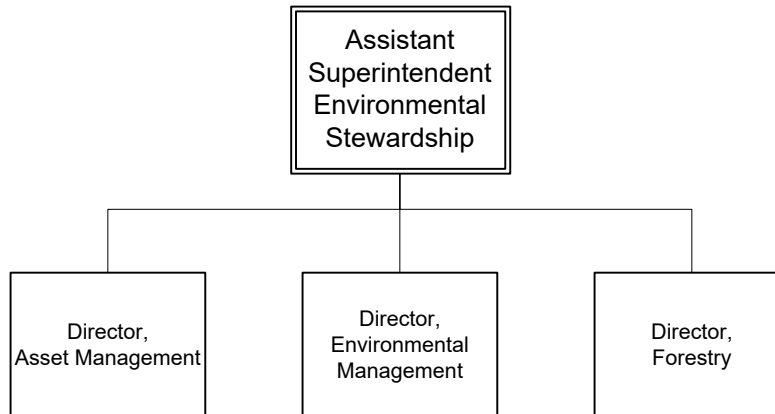 Assistant
Superintendent
Environmental
Stewardship
Director,
Asset Management
Director,
Environmental
Management
Director,
Forestry